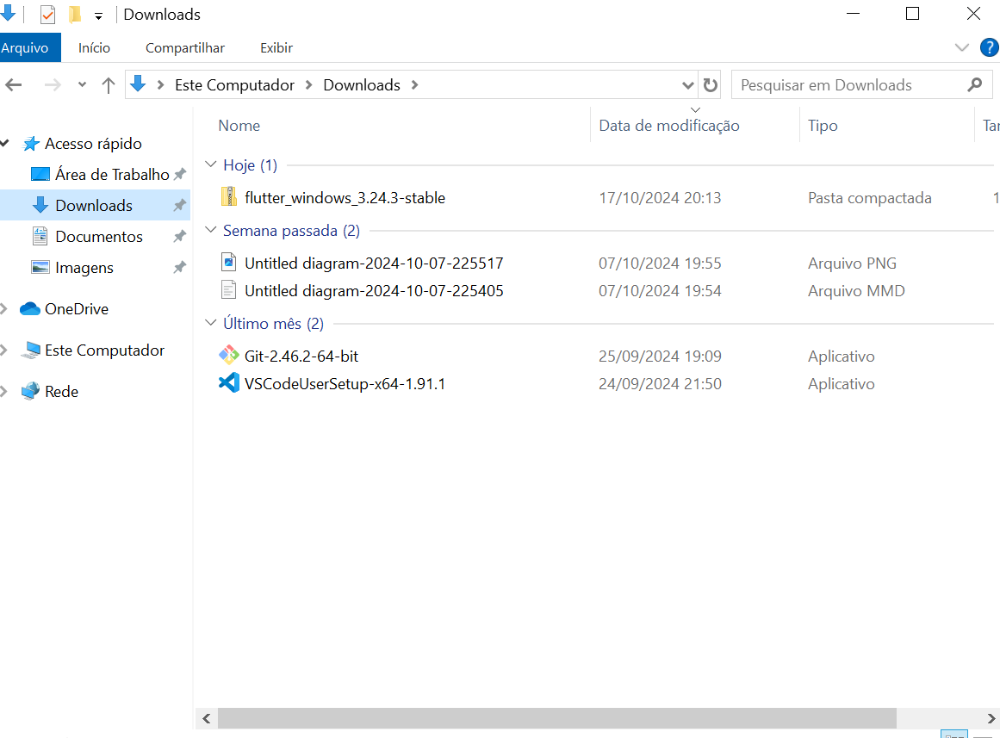 Downloads
Arquivo Início Compartilhar Exibir ?
Este Computador Downloads Pesquisar em Downloads
Nome Data de modificação Tipo
Acesso rápido
Área de Trabalho
Downloads
Documentos
Imagens
OneDrive
Este Computador
Rede
Hoje (1)
flutter_windows_3.24.3-stable 17/10/2024 20:13 Pasta compactada 1
Semana passada (2)
Untitled diagram-2024-10-07-225517 07/10/2024 19:55 Arquivo PNG
Untitled diagram-2024-10-07-225405 07/10/2024 19:54 Arquivo MMD
Último mês (2)
Git-2.46.2-64-bit 25/09/2024 19:09 Aplicativo
VSCodeUserSetup-x64-1.91.1 24/09/2024 21:50 Aplicativo